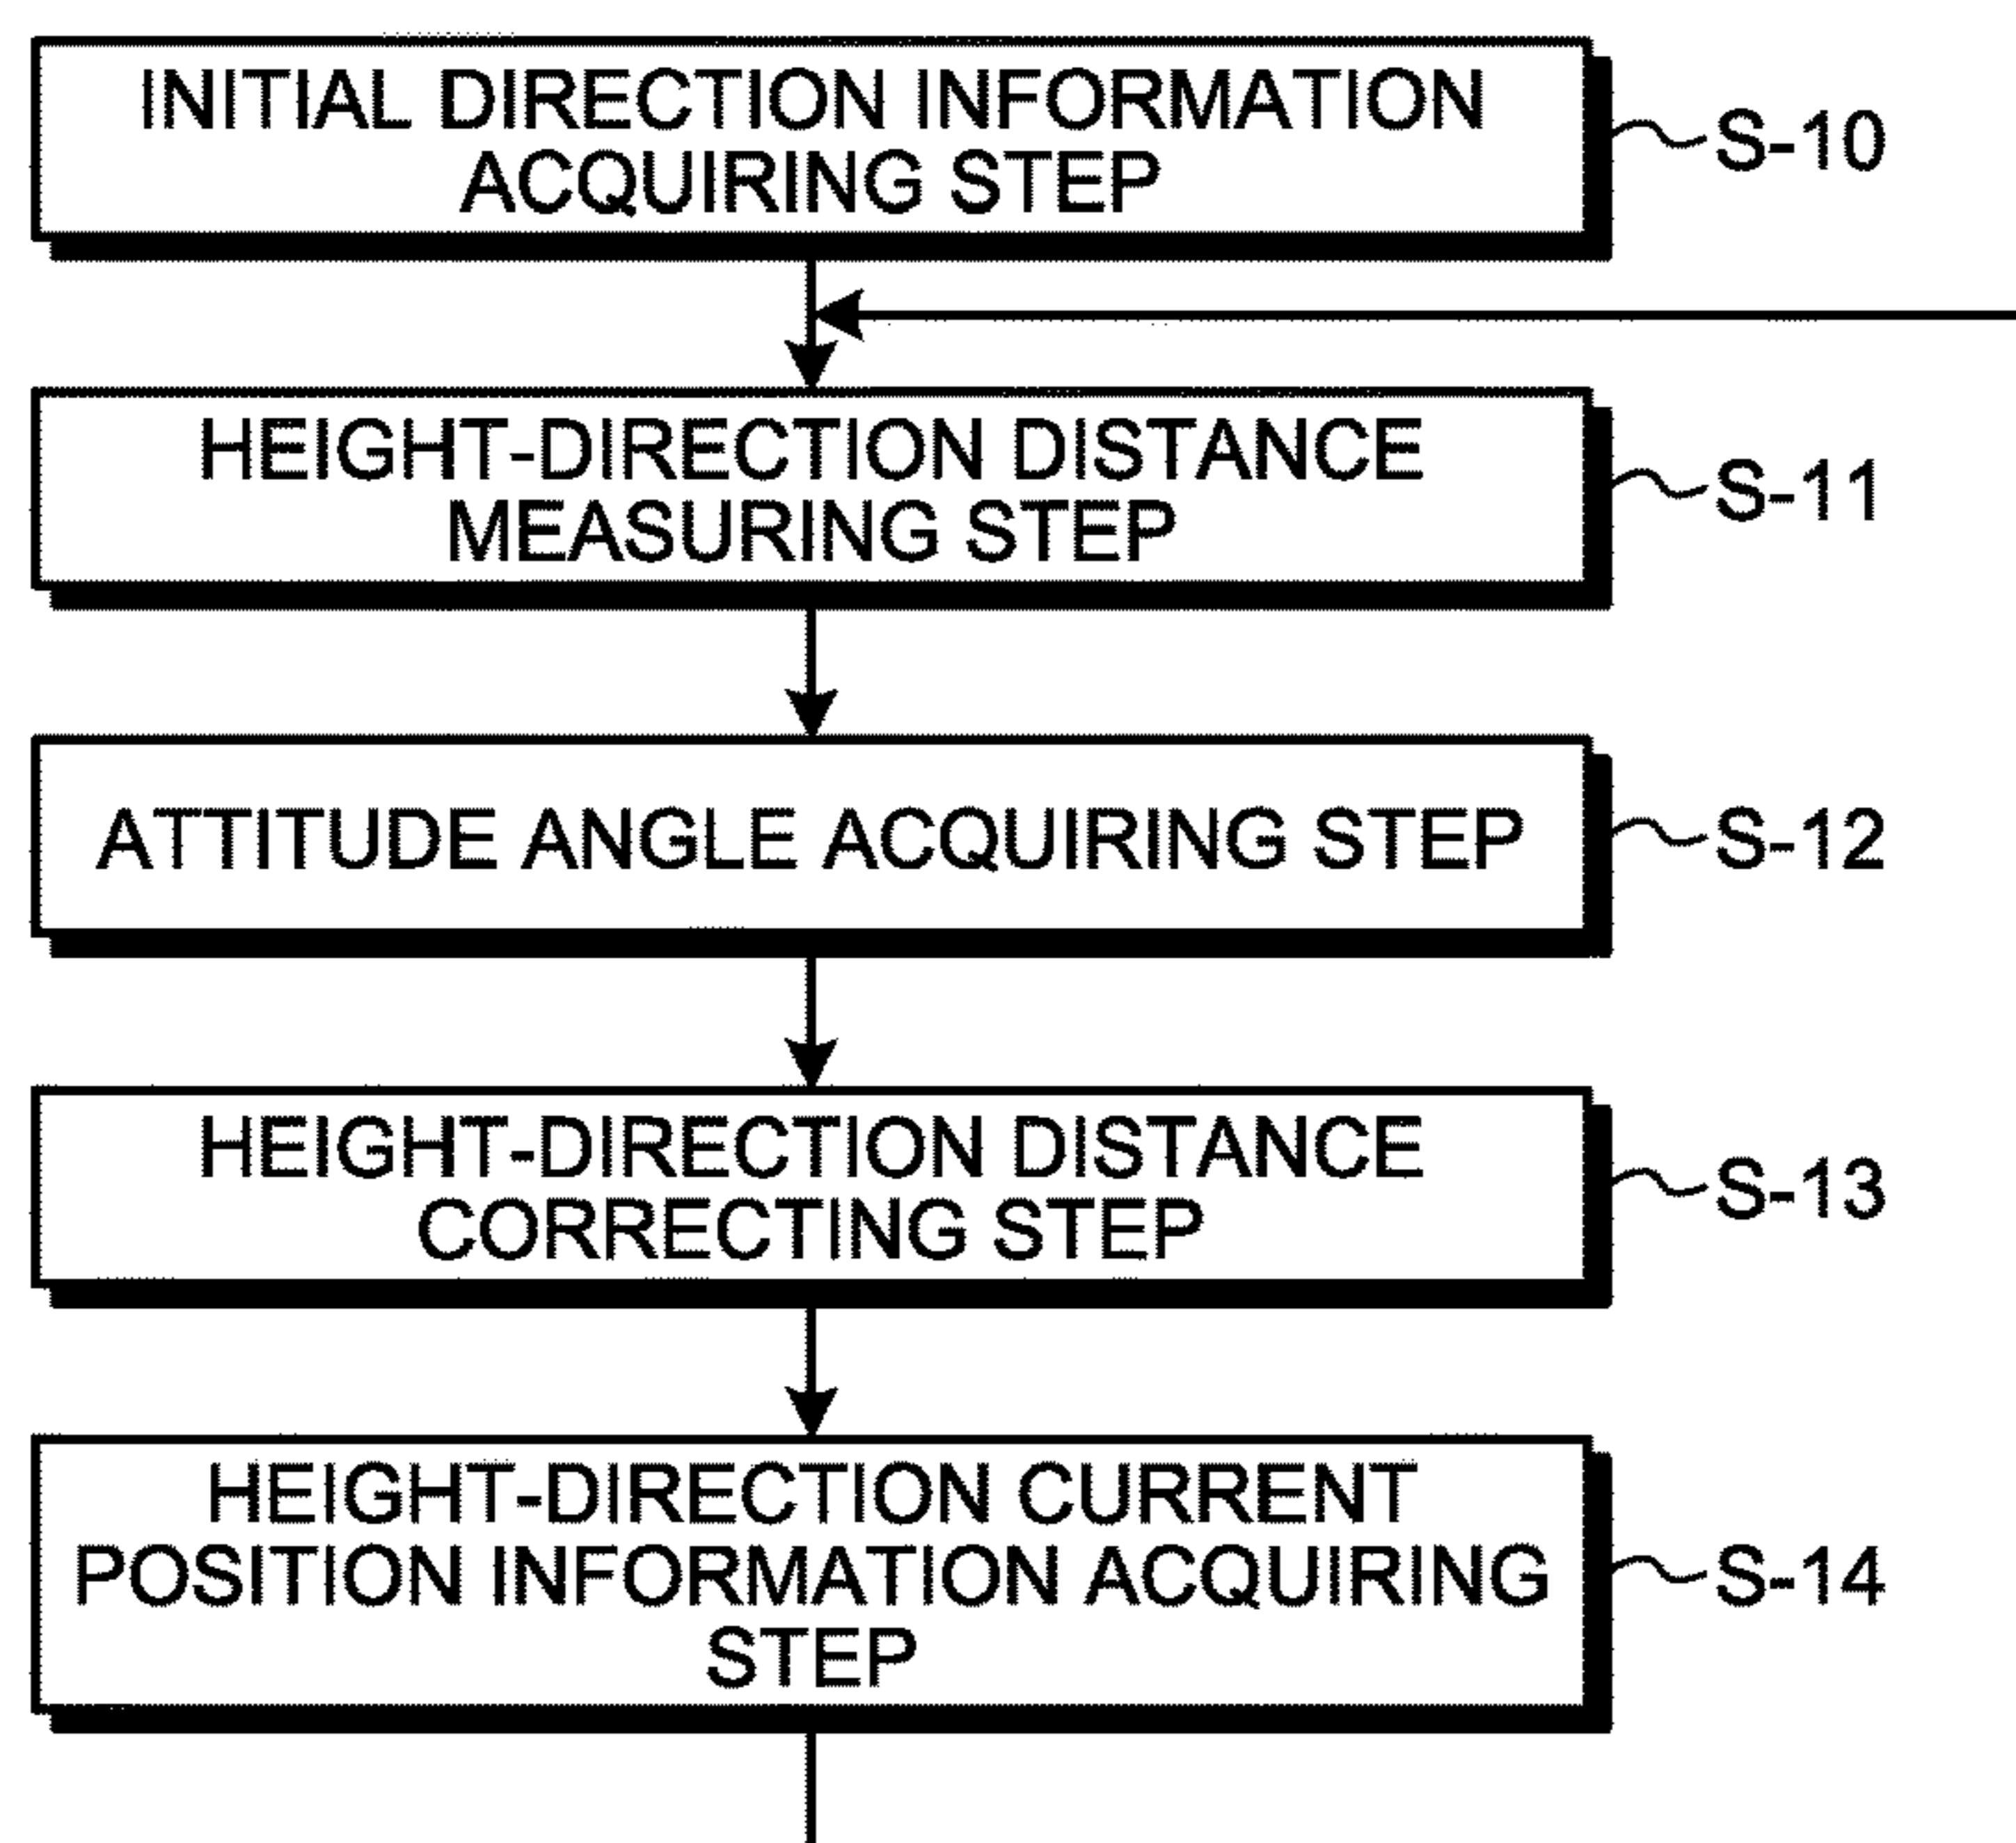 INITIAL DIRECTION INFORMATION
ACQUIRING STEP
S-10
HEIGHT-DIRECTION DISTANCE
MEASURING STEP
S-11
ATTITUDE ANGLE ACQUIRING STEP
S-12
HEIGHT-DIRECTION DISTANCE
CORRECTING STEP
S-13
HEIGHT-DIRECTION CURRENT
POSITION INFORMATION ACQUIRING
STEP
S-14